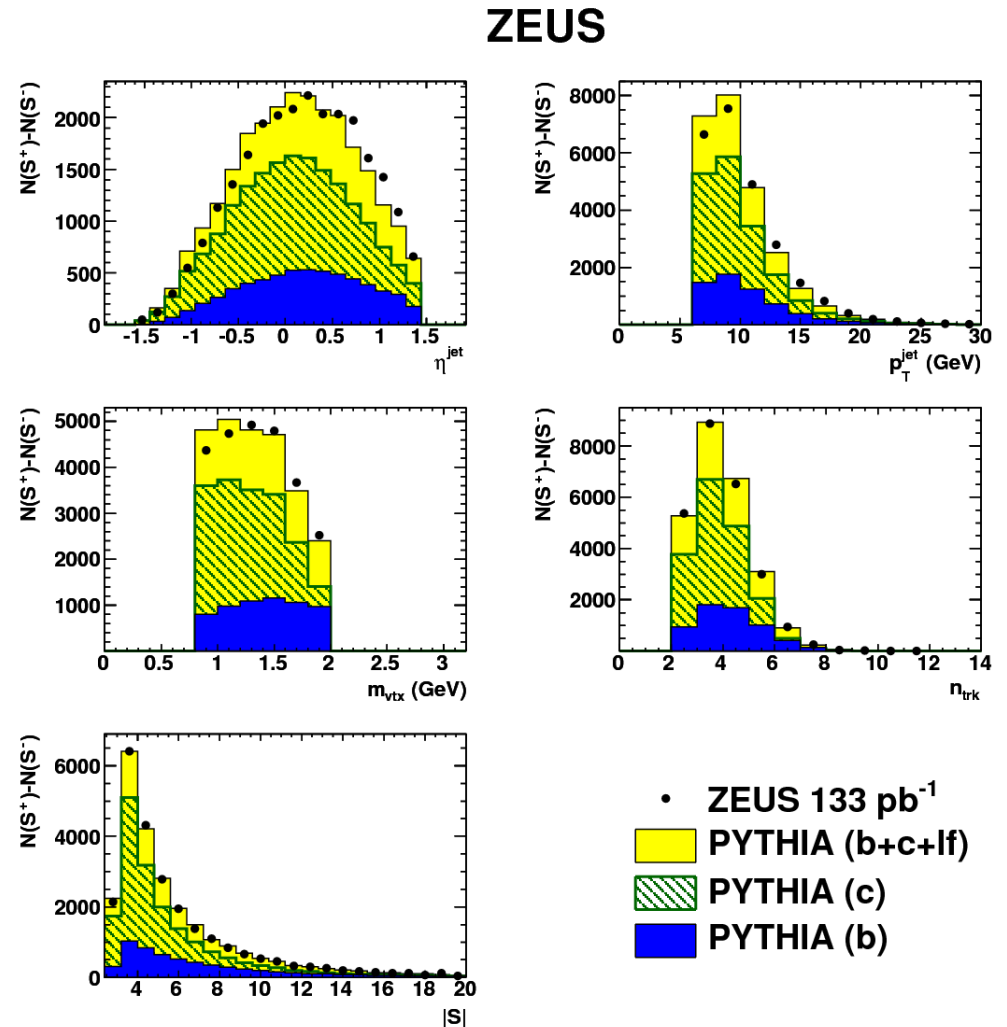 ZEUS
N(S⁺)-N(S⁻)
2000
1500
1000
500
0
-1.5 -1 -0.5 0 0.5 1 1.5
η^jet
N(S⁺)-N(S⁻)
8000
6000
4000
2000
0 5 10 15 20 25 30
p_T^jet (GeV)
N(S⁺)-N(S⁻)
5000
4000
3000
2000
1000
0 0.5 1 1.5 2 2.5 3
m_vtx (GeV)
N(S⁺)-N(S⁻)
8000
6000
4000
2000
0 2 4 6 8 10 12 14
n_trk
N(S⁺)-N(S⁻)
6000
4000
2000
0
4 6 8 10 12 14 16 18 20
|S|
ZEUS 133 pb⁻¹
PYTHIA (b+c+lf)
PYTHIA (c)
PYTHIA (b)